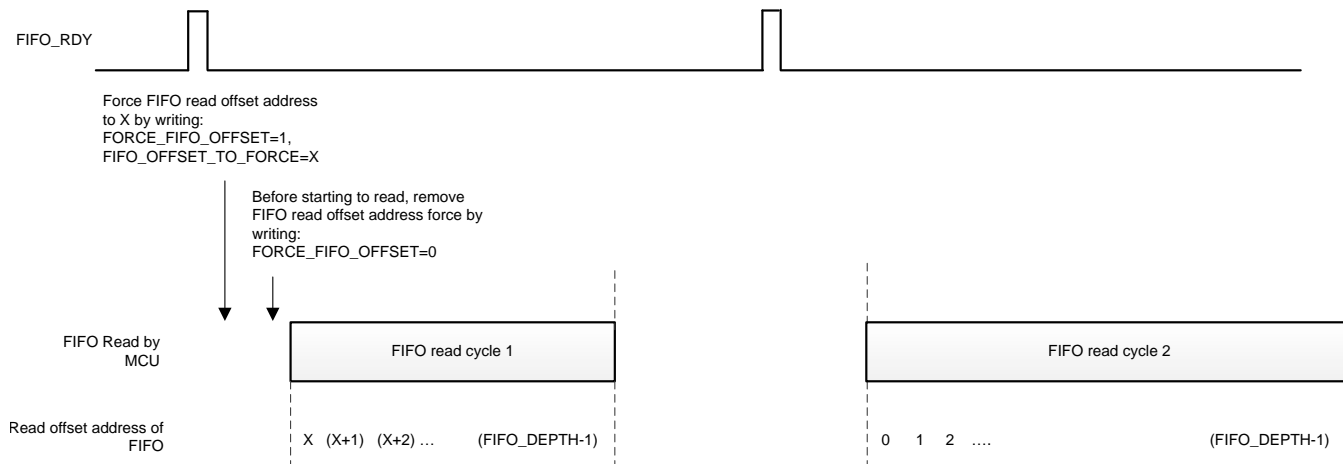 FIFO_RDY
Force FIFO read offset address
to X by writing:
FORCE_FIFO_OFFSET=1,
FIFO_OFFSET_TO_FORCE=X
Before starting to read, remove
FIFO read offset address force by
writing:
FORCE_FIFO_OFFSET=0
FIFO Read by
MCU
FIFO read cycle 1
FIFO read cycle 2
Read offset address of
FIFO
X (X+1) (X+2) … (FIFO_DEPTH-1)
0 1 2 …. (FIFO_DEPTH-1)